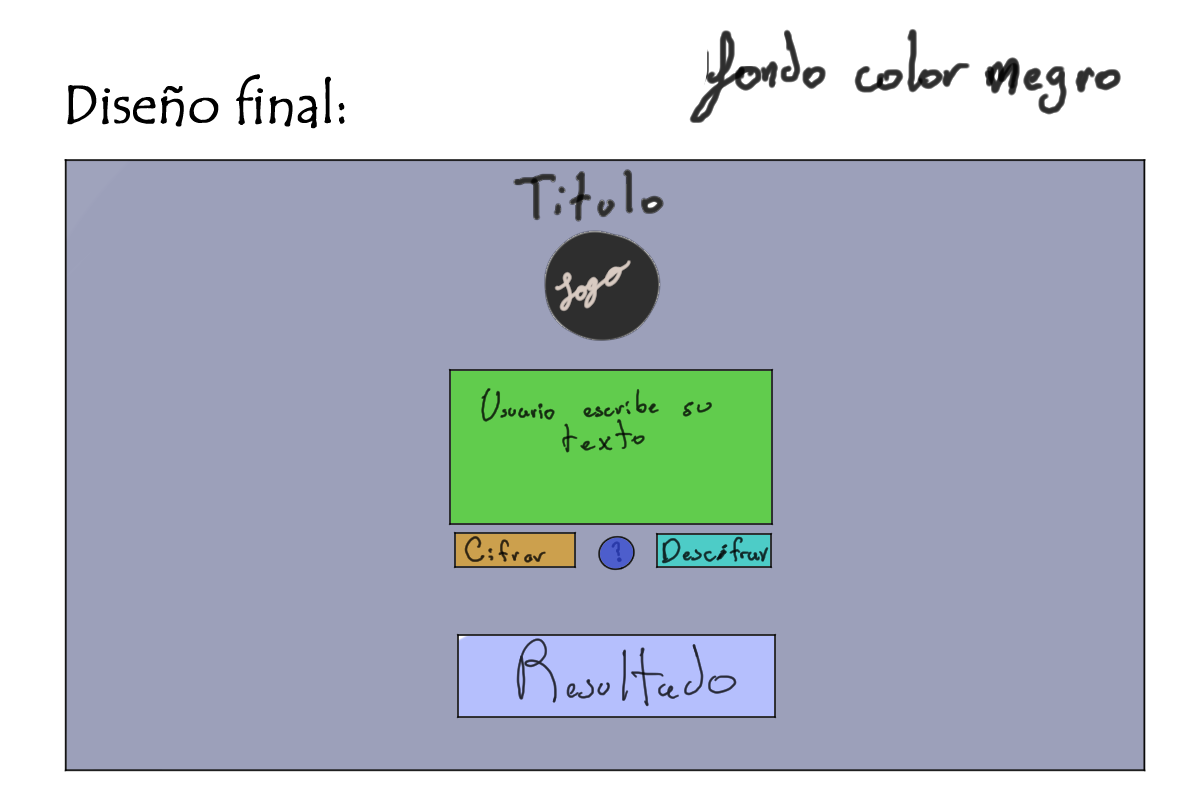 fondo color negro
Diseño final:
Titulo
Logo
Usuario escribe su
texto
Cifrar
?
Descifrar
Resultado